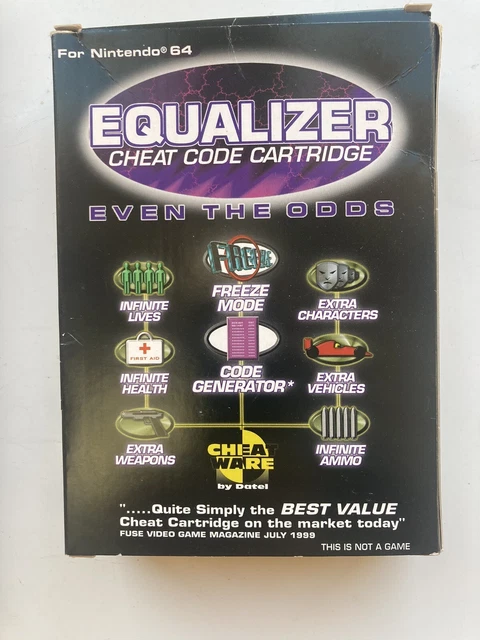 For Nintendo® 64
EQUALIZER
CHEAT CODE CARTRIDGE
EVEN THE ODDS
FREEZE
INFINITE
LIVES
FREEZE
MODE
EXTRA
CHARACTERS
FIRST AID
INFINITE
HEALTH
CODE
GENERATOR*
EXTRA
VEHICLES
EXTRA
WEAPONS
CHEAT
WARE
by Datel
INFINITE
AMMO
".....Quite Simply the BEST VALUE
Cheat Cartridge on the market today"
FUSE VIDEO GAME MAGAZINE JULY 1999
THIS IS NOT A GAME